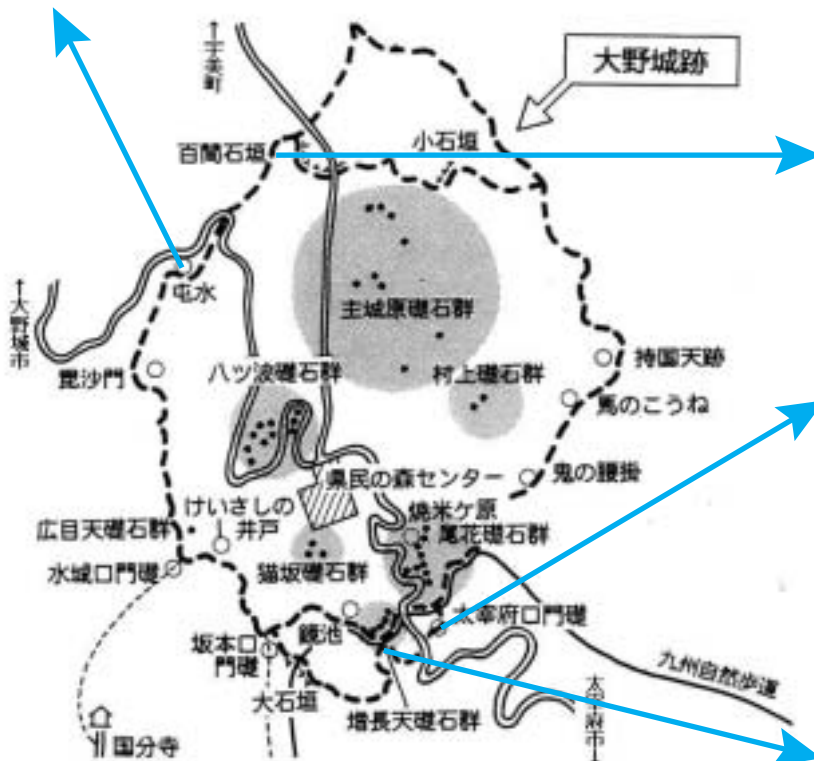 ↑宇美町
大野城跡
百間石垣
小石垣
屯水
↑大野城市
主城原礎石群
持国天跡
毘沙門
八ツ波礎石群
村上礎石群
馬のこうね
県民の森センター
鬼の腰掛
けいさしの
井戸
焼米ケ原
尾花礎石群
広目天礎石群
水城口門礎
猫坂礎石群
太宰府口門礎
鏡池
坂本口
門礎
大石垣
九州自然歩道
太宰府市↓
増長天礎石群
国分寺